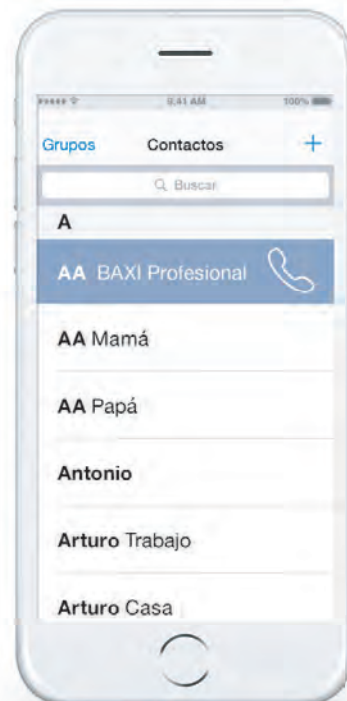 9:41 AM 100%
Grupos Contactos +
Buscar
A
AA BAXI Profesional
AA Mamá
AA Papá
Antonio
Arturo Trabajo
Arturo Casa